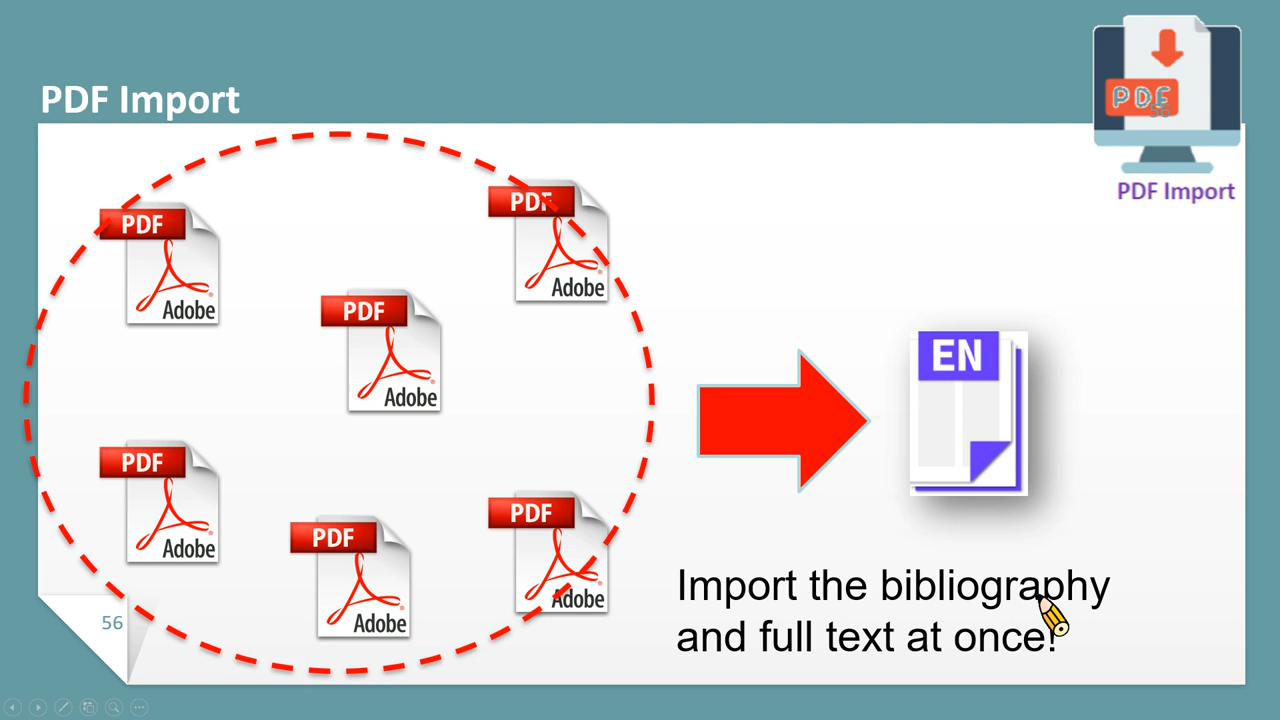 PDF Import
PDF
56
PDF Import
PDF
Adobe
PDF
Adobe
PDF
Adobe
EN
PDF
Adobe
PDF
Adobe
PDF
Adobe
Import the bibliography
and full text at once!
56